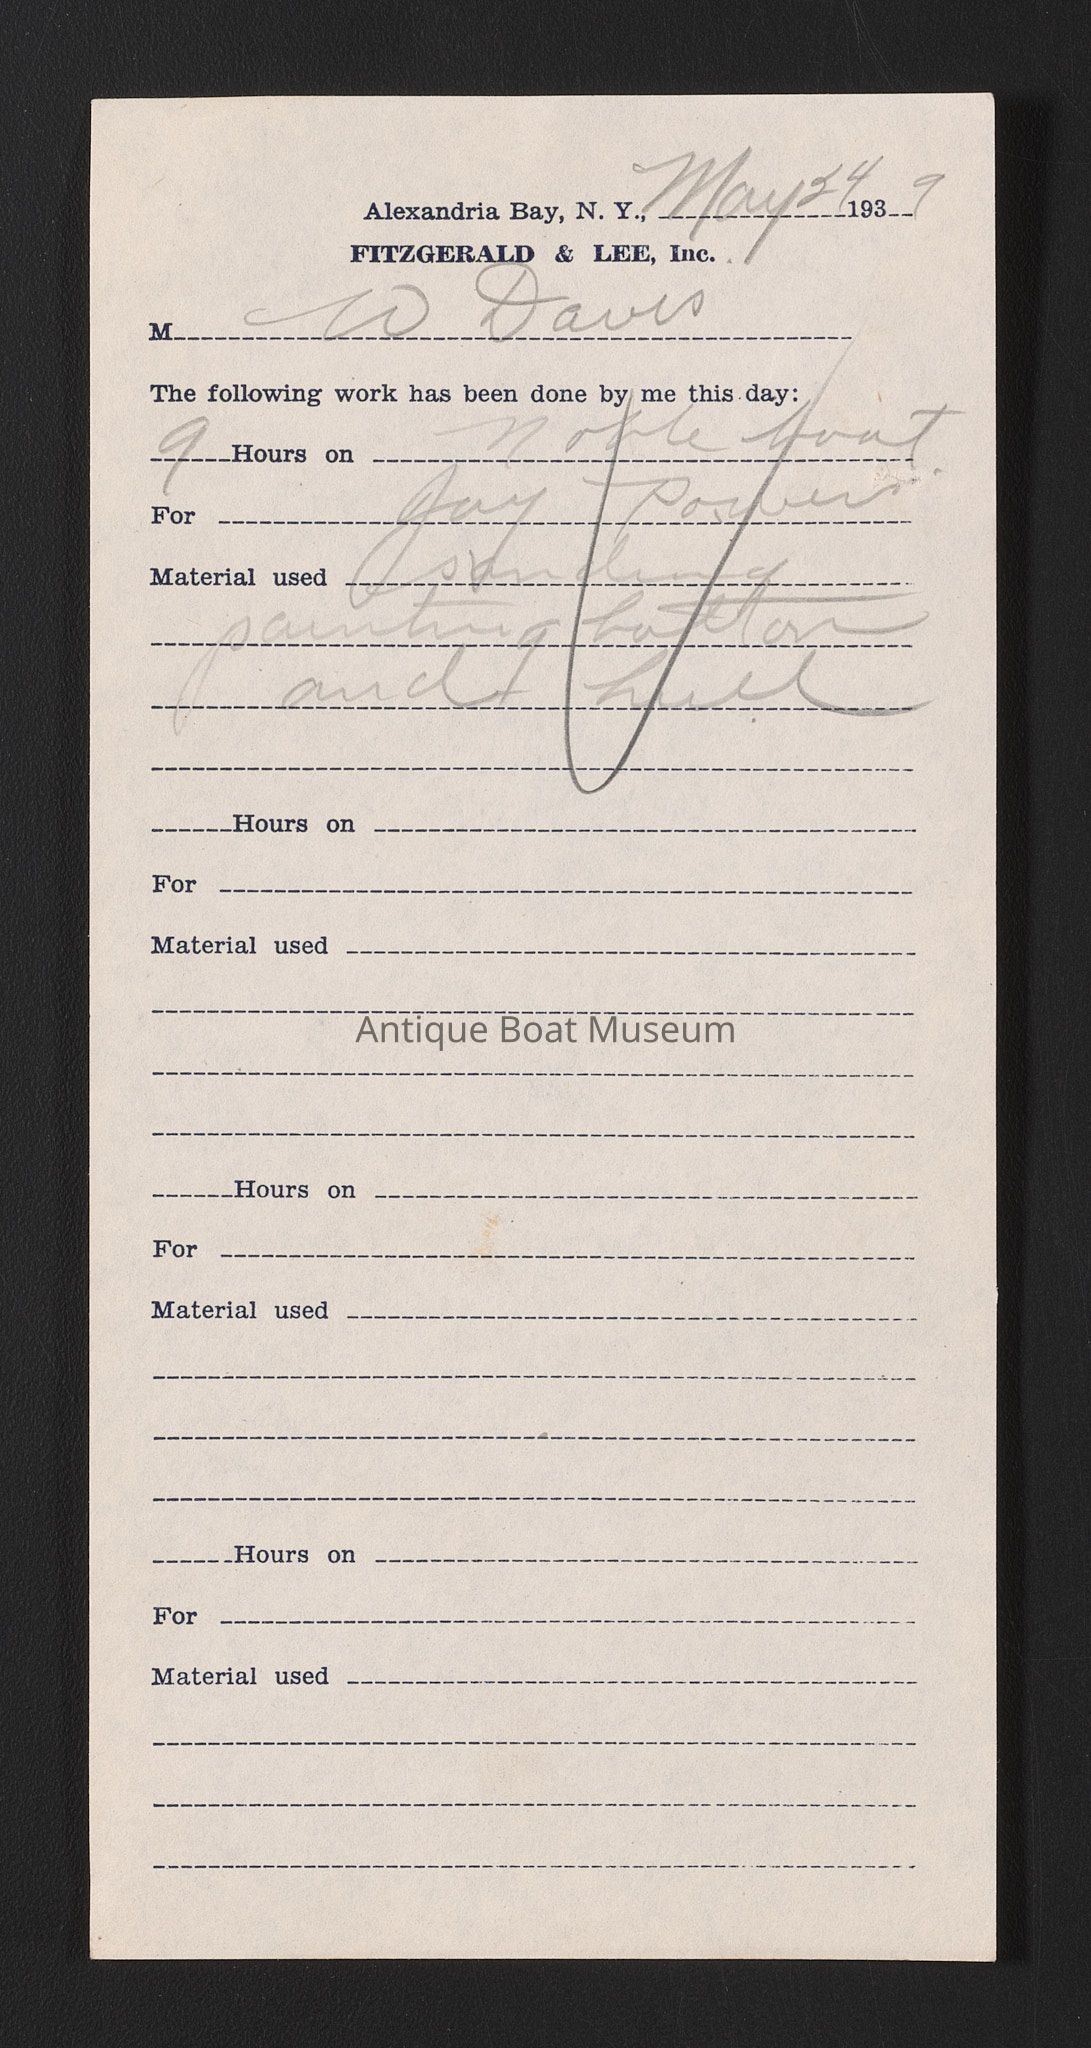 Alexandria Bay, N. Y., May 24 1939
FITZGERALD & LEE, Inc.
M W Davis
The following work has been done by me this day:
9 Hours on Noble boat.
For Jay Powers
Material used sanding
painting bottom
and hull
Hours on
For
Material used
Antique Boat Museum
Hours on
For
Material used
Hours on
For
Material used